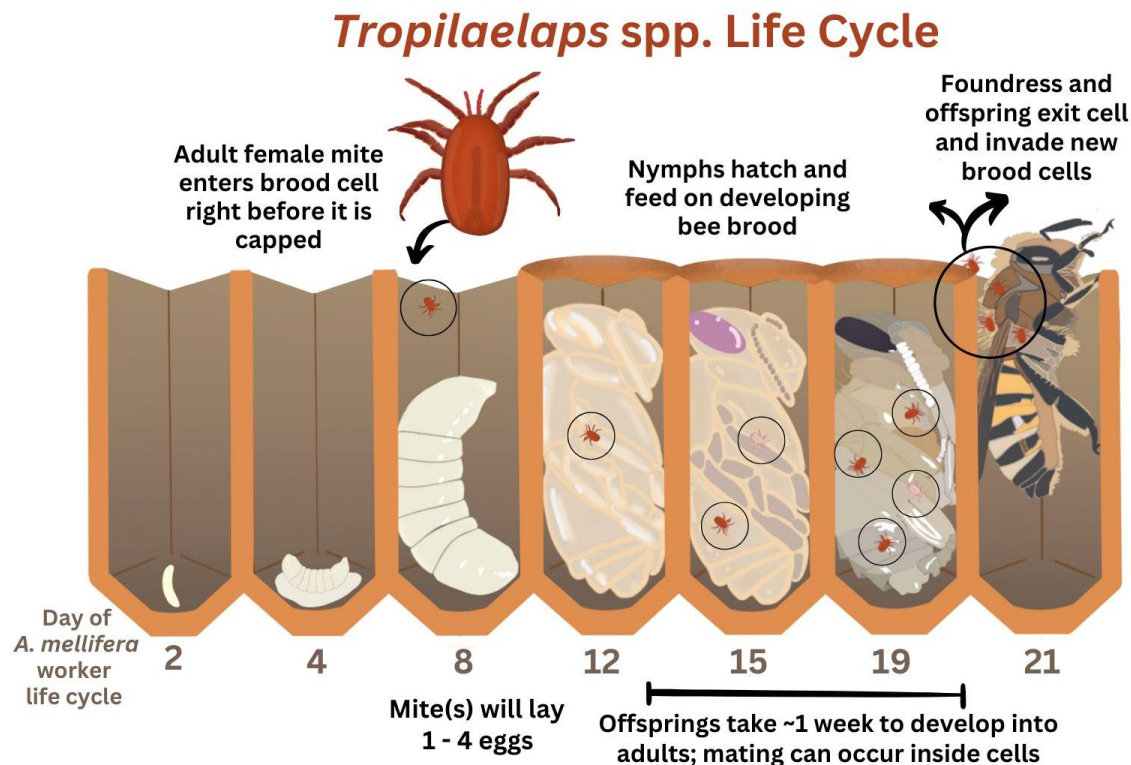 Tropilaelaps spp. Life Cycle
Adult female mite
enters brood cell
right before it is
capped
Nymphs hatch and
feed on developing
bee brood
Foundress and
offspring exit cell
and invade new
brood cells
Day of
A. mellifera
worker
life cycle
2
4
8
12
15
19
21
Mite(s) will lay
1 - 4 eggs
Offsprings take ~1 week to develop into
adults; mating can occur inside cells